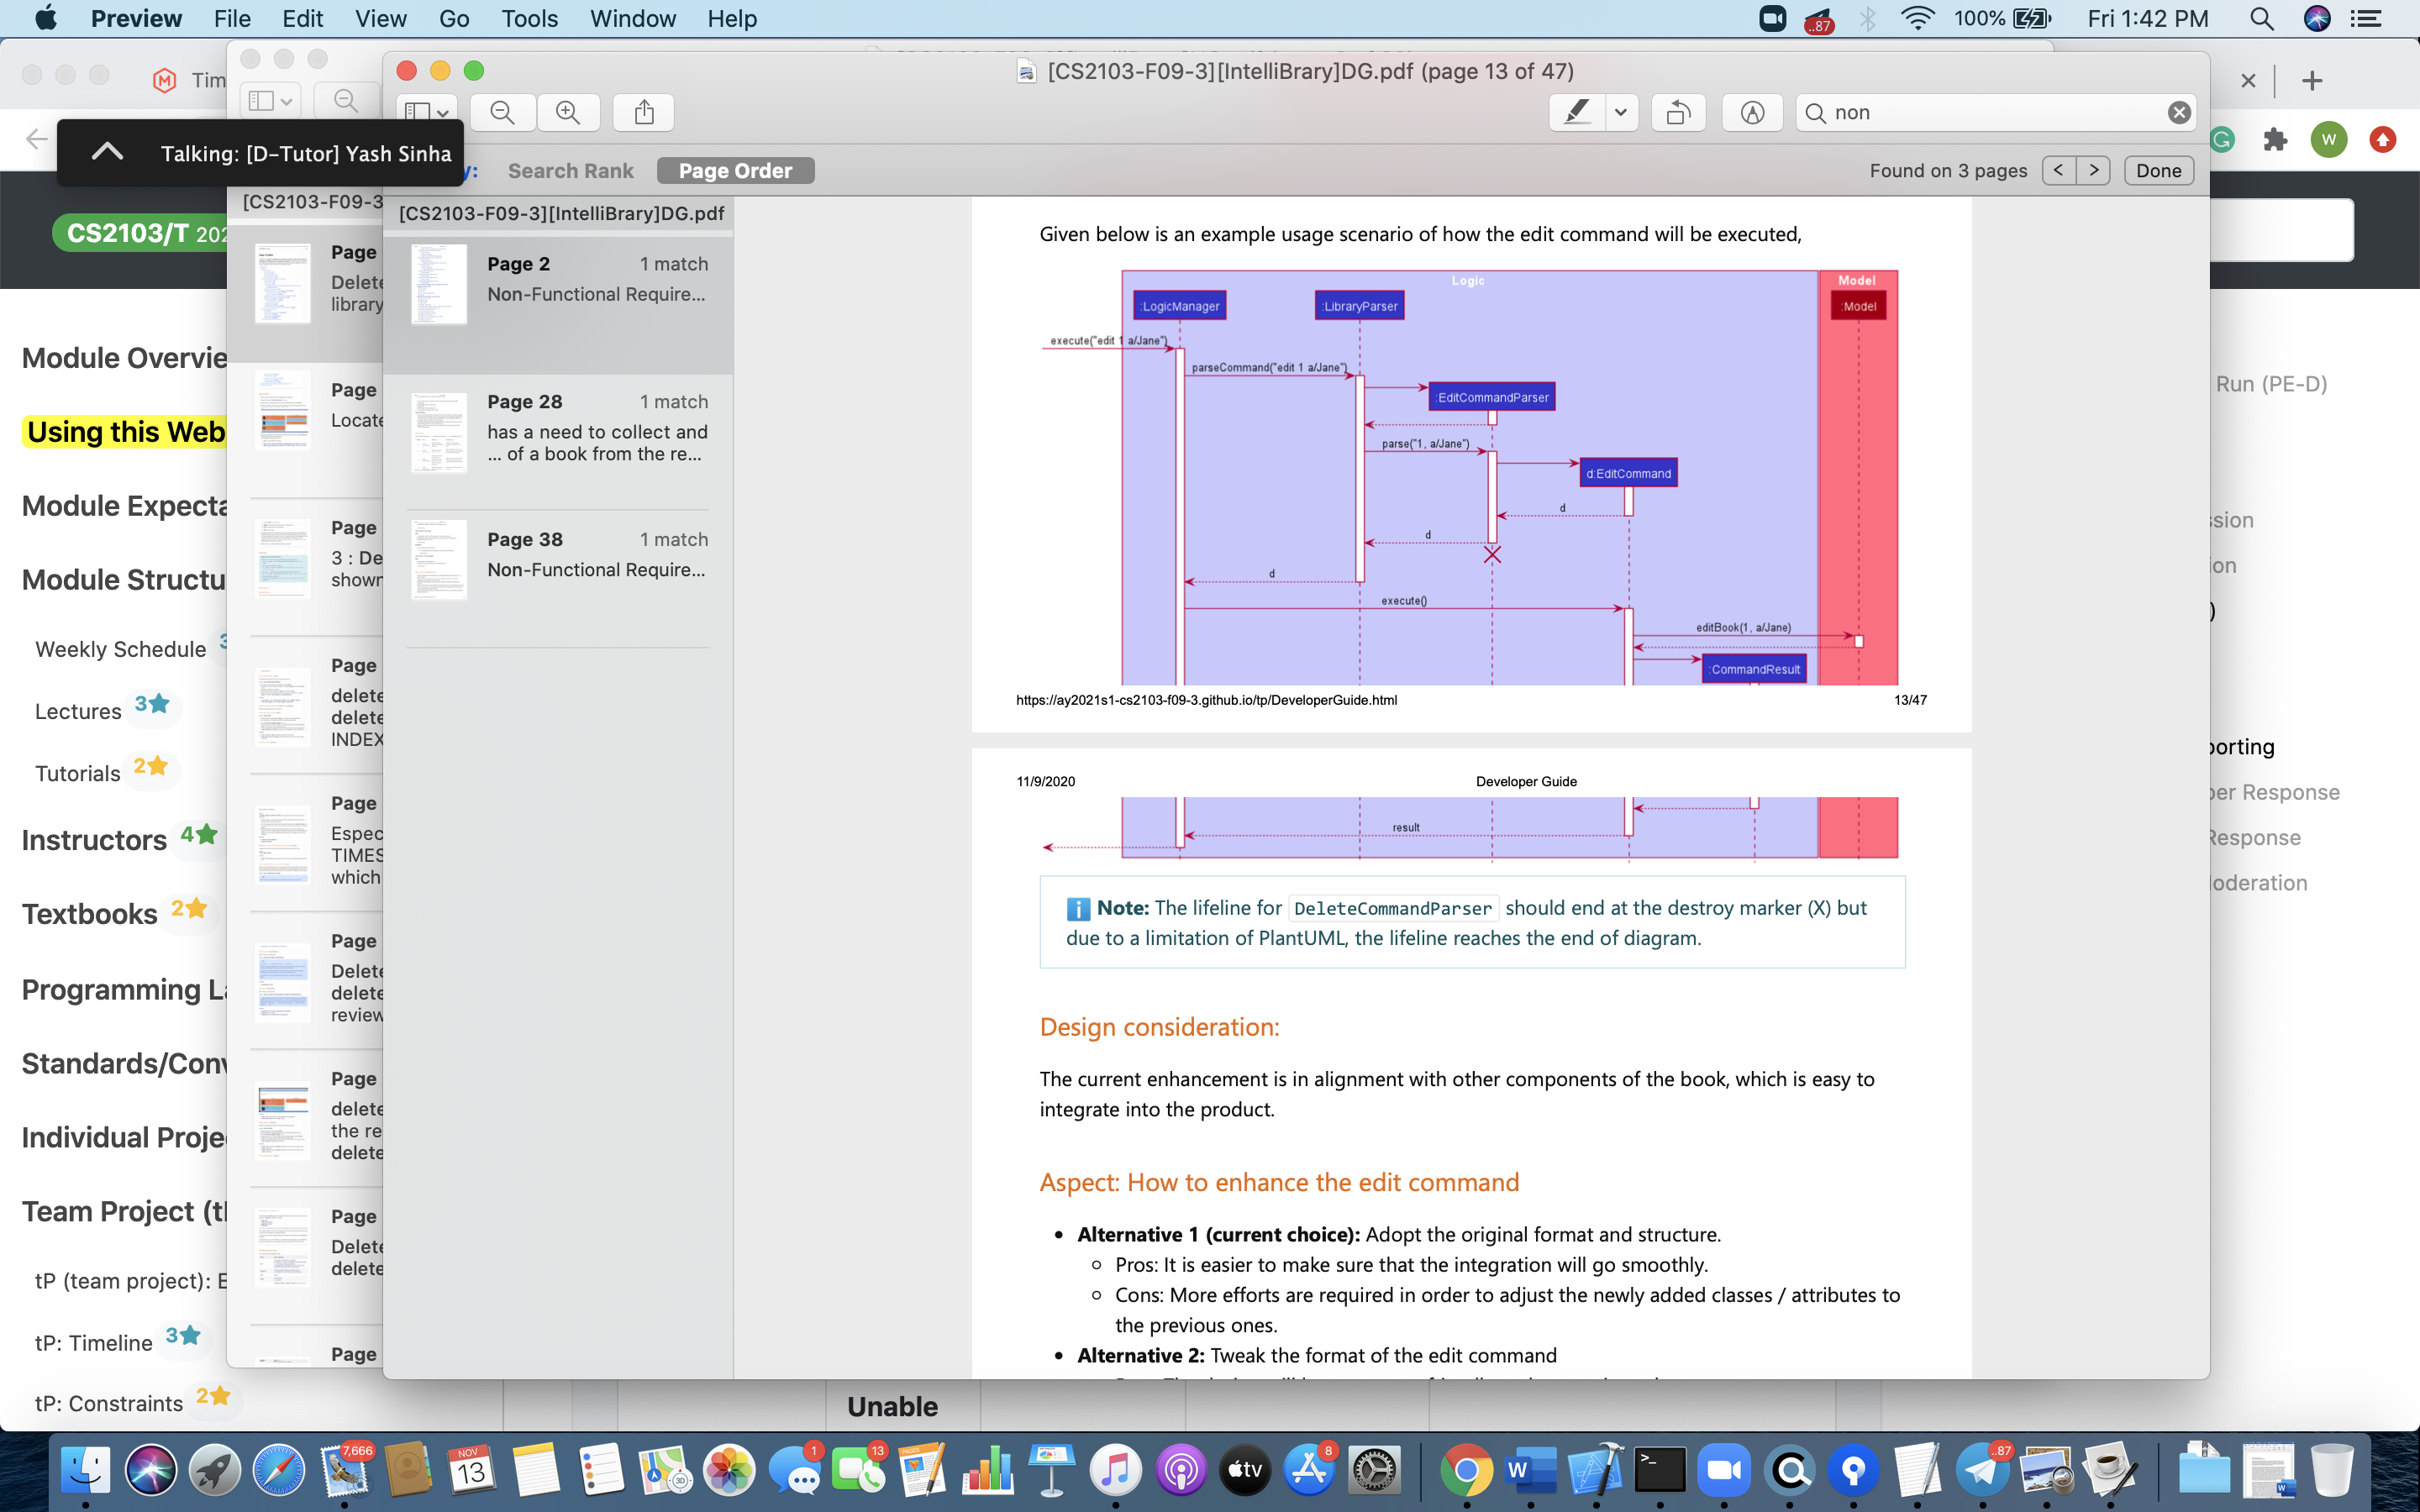 Preview File Edit View Go Tools Window Help
..87
100%
Fri 1:42 PM
Tim
[CS2103-F09-3][IntelliBrary]DG.pdf (page 13 of 47)
non
Talking: [D-Tutor] Yash Sinha
y:
Search Rank
Page Order
Found on 3 pages
Done
W
CS2103/T 202
Module Overvie
Using this Web
Module Expecta
Module Structu
Weekly Schedule 3
Lectures 3
Tutorials 2
Instructors 4
Textbooks 2
Programming La
Standards/Conv
Individual Proje
Team Project (t
tP (team project): E
tP: Timeline 3
tP: Constraints 2
[CS2103-F09-3
Page
Delete
library
Page
Locate
Page
3 : De
shown
Page
delete
delete
INDEX
Page
Espec
TIMES
which
Page
Delete
delete
review
Page
delete
the re
delete
Page
Delete
delete
Page
[CS2103-F09-3][IntelliBrary]DG.pdf
Page 2 1 match
Non-Functional Require...
Page 28 1 match
has a need to collect and
... of a book from the re...
Page 38 1 match
Non-Functional Require...
Given below is an example usage scenario of how the edit command will be executed,
Logic
Model
:LogicManager
:LibraryParser
:Model
execute("edit 1 a/Jane")
parseCommand("edit 1 a/Jane")
:EditCommandParser
parse("1, a/Jane")
d:EditCommand
d
d
d
execute()
editBook(1, a/Jane)
:CommandResult
https://ay2021s1-cs2103-f09-3.github.io/tp/DeveloperGuide.html
13/47
11/9/2020
Developer Guide
result
Note: The lifeline for DeleteCommandParser should end at the destroy marker (X) but
due to a limitation of PlantUML, the lifeline reaches the end of diagram.
Design consideration:
The current enhancement is in alignment with other components of the book, which is easy to
integrate into the product.
Aspect: How to enhance the edit command
Alternative 1 (current choice): Adopt the original format and structure.
Pros: It is easier to make sure that the integration will go smoothly.
Cons: More efforts are required in order to adjust the newly added classes / attributes to
the previous ones.
Alternative 2: Tweak the format of the edit command
Run (PE-D)
ssion
ion
)
porting
per Response
Response
loderation
Unable
7,666
NOV
13
1
13
PAGES
3D
tv
8
W
>_
..87
W